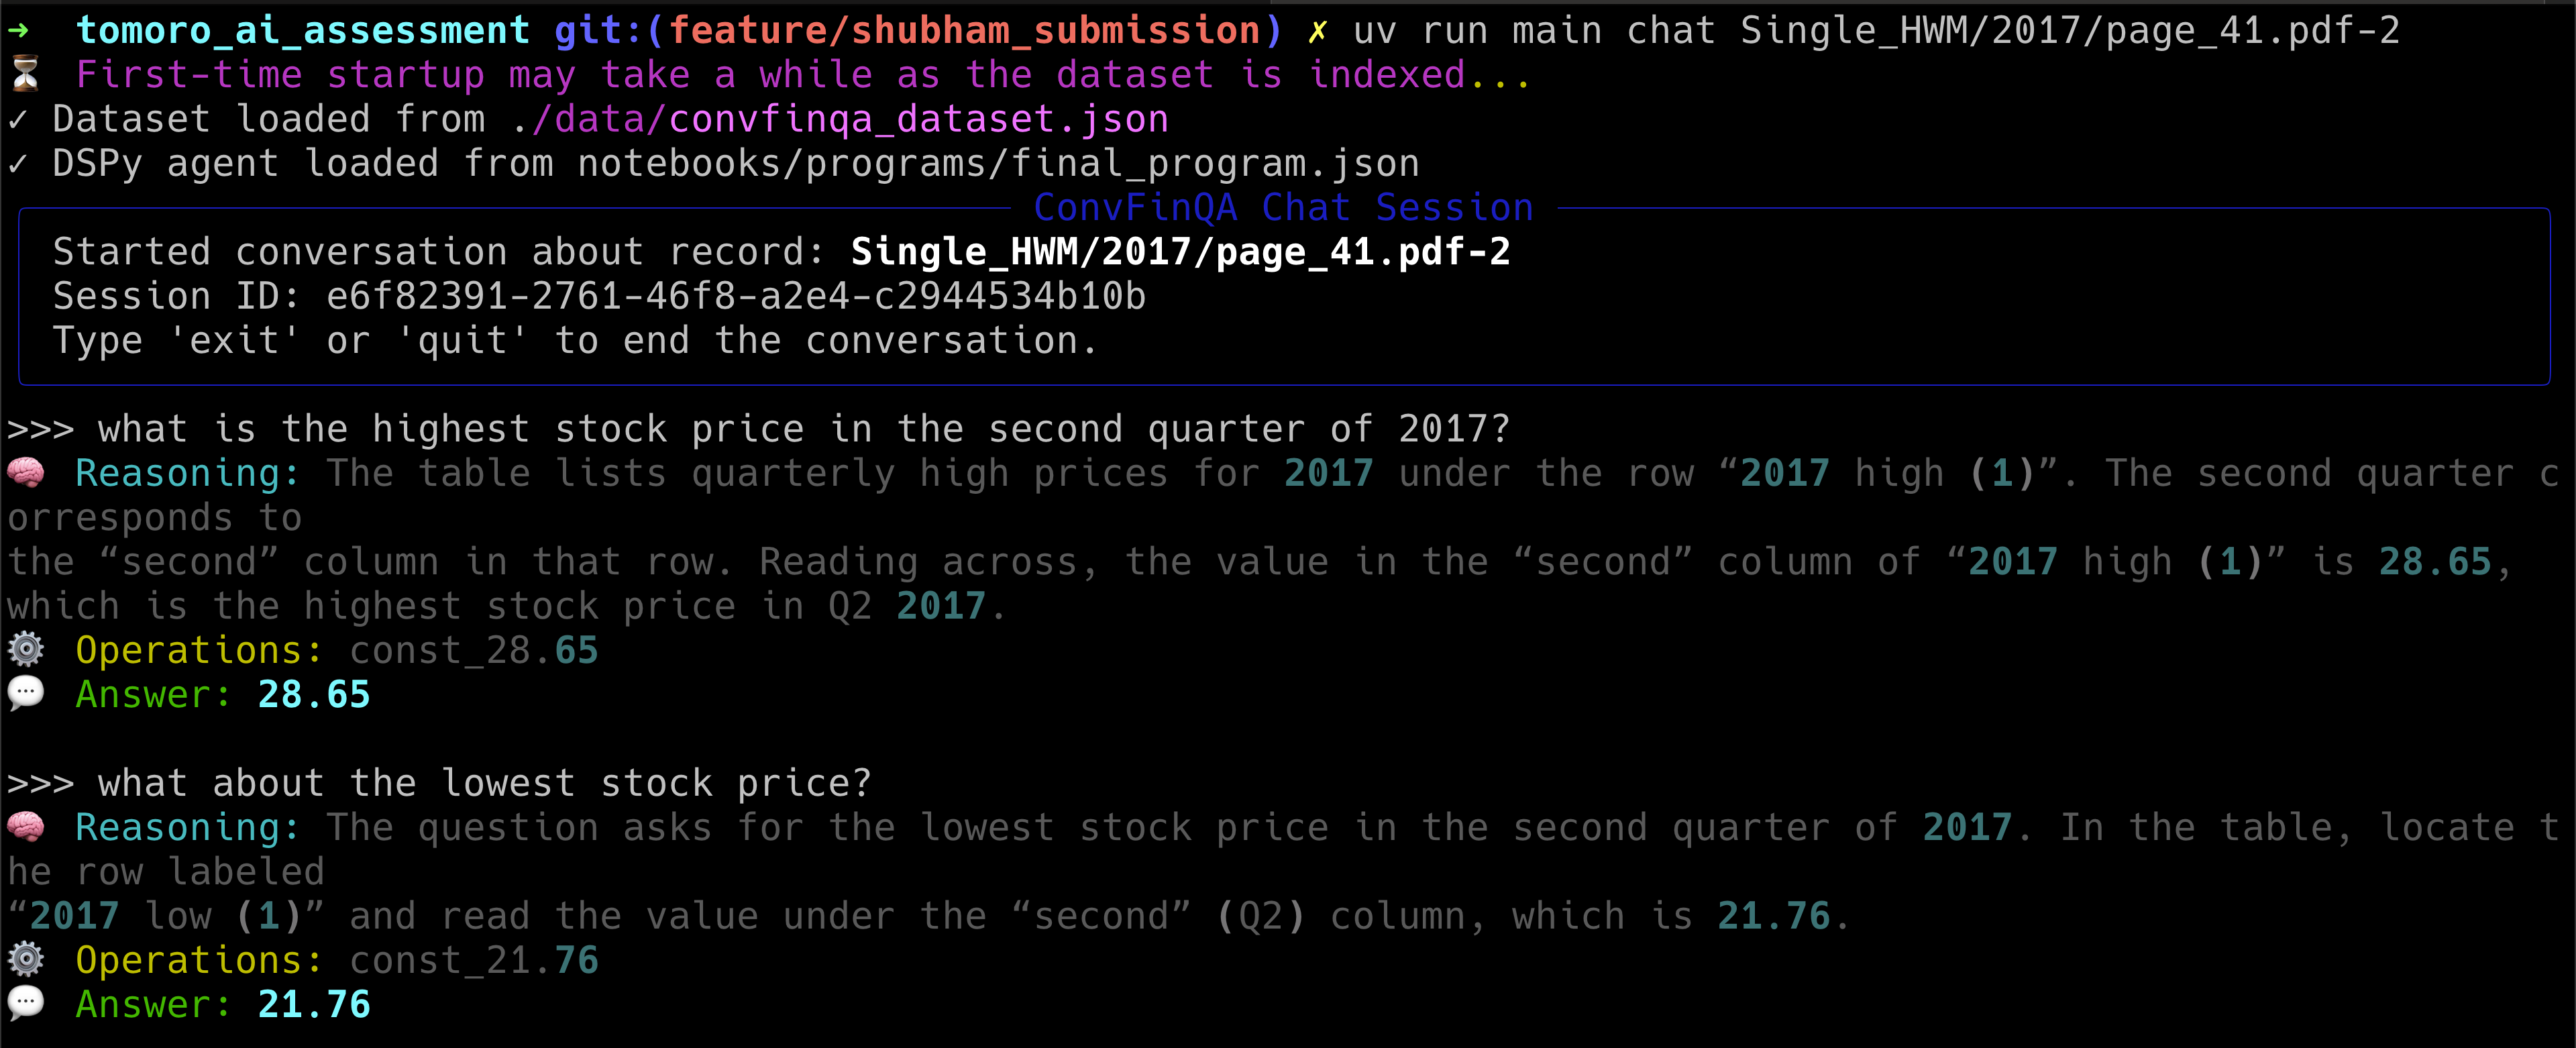 ➜  tomoro_ai_assessment git:(feature/shubham_submission) ✗ uv run main chat Single_HWM/2017/page_41.pdf-2
⏳ First-time startup may take a while as the dataset is indexed...
✓ Dataset loaded from ./data/convfinqa_dataset.json
✓ DSPy agent loaded from notebooks/programs/final_program.json
ConvFinQA Chat Session
Started conversation about record: Single_HWM/2017/page_41.pdf-2
Session ID: e6f82391-2761-46f8-a2e4-c2944534b10b
Type 'exit' or 'quit' to end the conversation.
>>> what is the highest stock price in the second quarter of 2017?
🧠 Reasoning: The table lists quarterly high prices for 2017 under the row “2017 high (1)”. The second quarter c
orresponds to
the “second” column in that row. Reading across, the value in the “second” column of “2017 high (1)” is 28.65,
which is the highest stock price in Q2 2017.
⚙️ Operations: const_28.65
💬 Answer: 28.65
>>> what about the lowest stock price?
🧠 Reasoning: The question asks for the lowest stock price in the second quarter of 2017. In the table, locate t
he row labeled
“2017 low (1)” and read the value under the “second” (Q2) column, which is 21.76.
⚙️ Operations: const_21.76
💬 Answer: 21.76